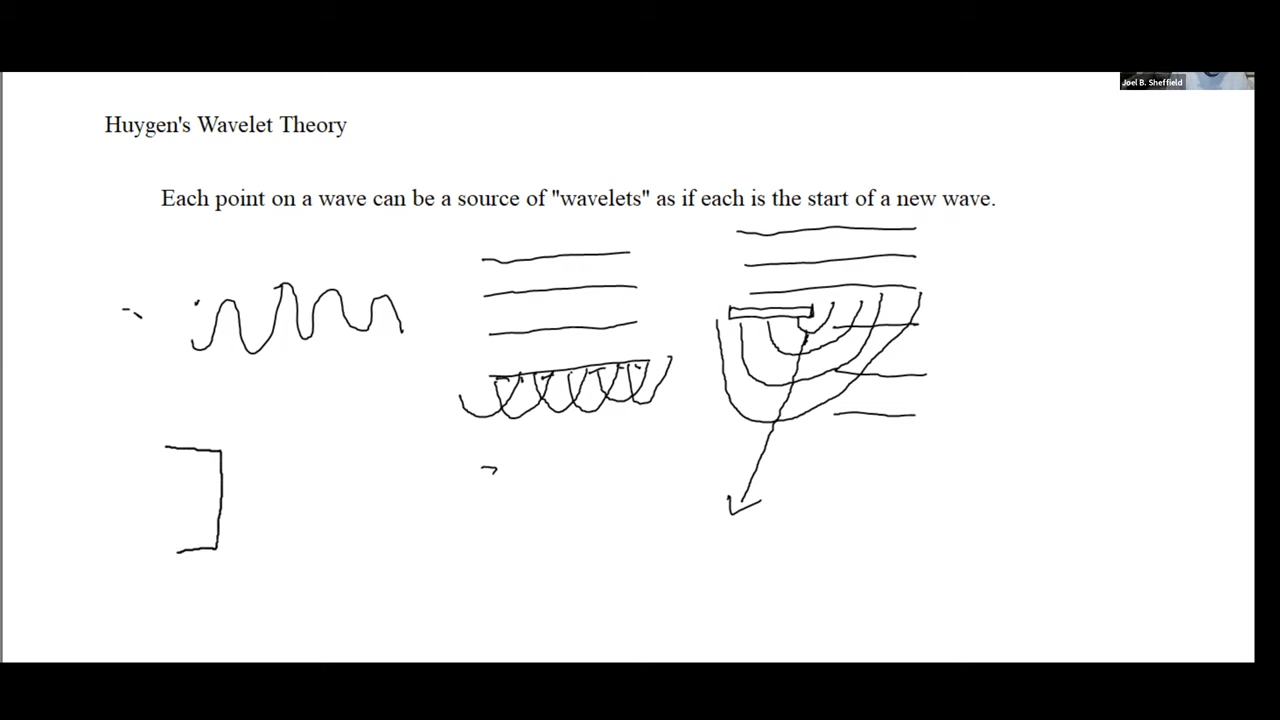 Joel B. Sheffield
Huygen's Wavelet Theory
Each point on a wave can be a source of "wavelets" as if each is the start of a new wave.